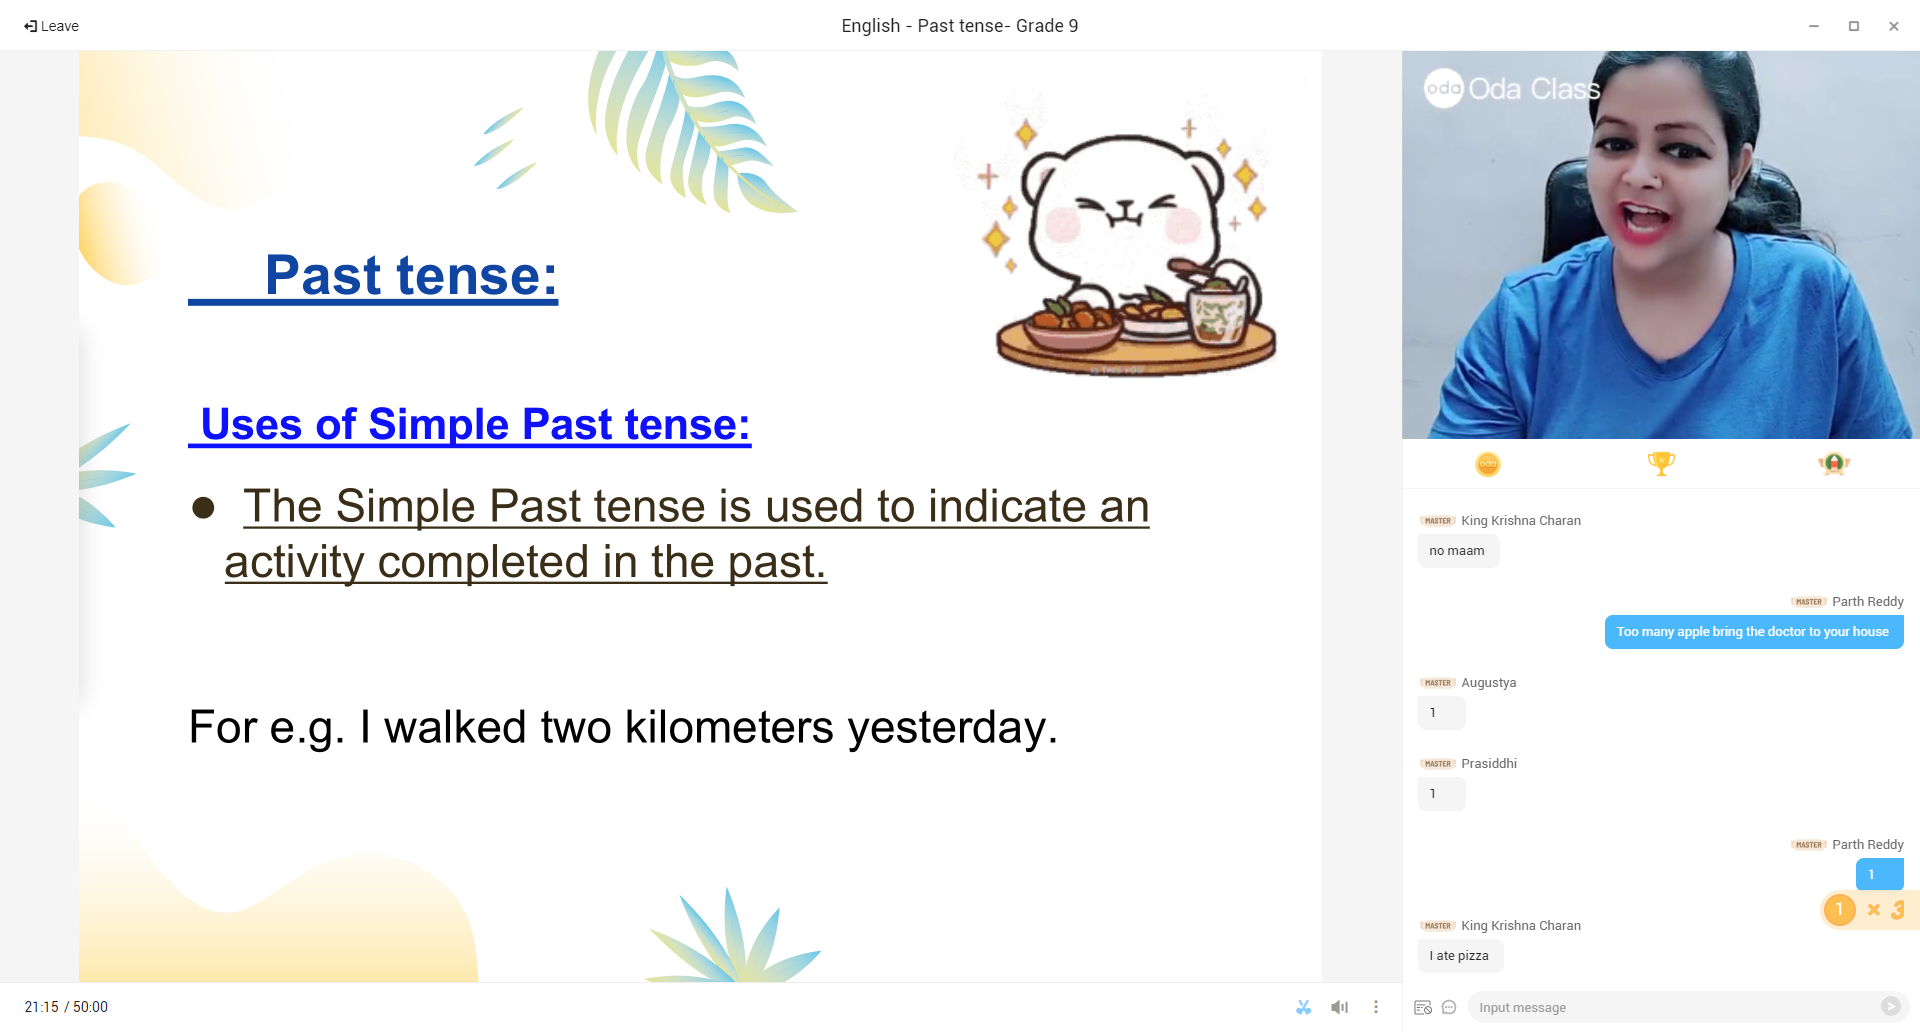 Leave
English - Past tense- Grade 9
Past tense:
Uses of Simple Past tense:
● The Simple Past tense is used to indicate an
activity completed in the past.
For e.g. I walked two kilometers yesterday.
21:15 / 50:00
oda Oda Class
oda
MASTER King Krishna Charan
no maam
MASTER Parth Reddy
Too many apple bring the doctor to your house
MASTER Augustya
1
MASTER Prasiddhi
1
MASTER Parth Reddy
1
1 × 3
MASTER King Krishna Charan
I ate pizza
Input message